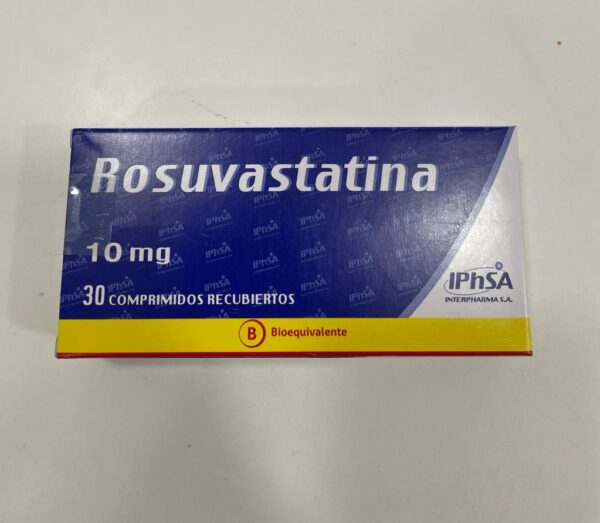 Rosuvastatina
10 mg
30 COMPRIMIDOS RECUBIERTOS
IPhSA
INTERPHARMA S.A.
B Bioequivalente